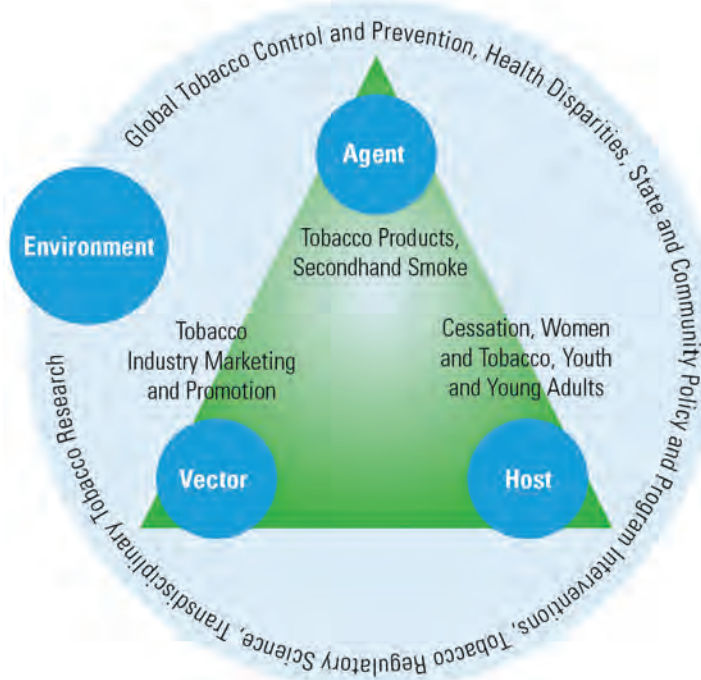 Global Tobacco Control and Prevention, Health Disparities, State and Community Policy and Program Interventions, Tobacco Regulatory Science, Transdisciplinary Tobacco Research
Agent
Environment
Tobacco Products,
Secondhand Smoke
Tobacco
Industry Marketing
and Promotion
Cessation, Women
and Tobacco, Youth
and Young Adults
Vector
Host